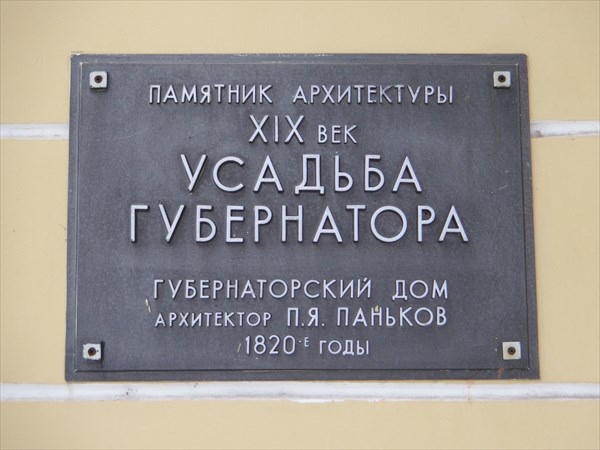 ПАМЯТНИК АРХИТЕКТУРЫ
XIX ВЕК
УСАДЬБА
ГУБЕРНАТОРА
ГУБЕРНАТОРСКИЙ ДОМ
АРХИТЕКТОР П.Я. ПАНЬКОВ
1820-Е ГОДЫ